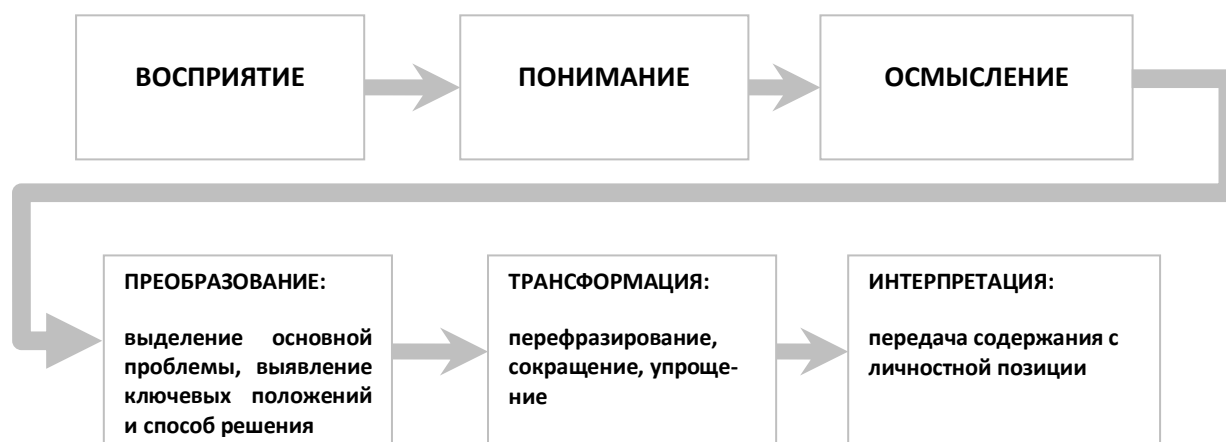 ВОСПРИЯТИЕ
ПОНИМАНИЕ
ОСМЫСЛЕНИЕ
ПРЕОБРАЗОВАНИЕ:
выделение основной
проблемы, выявление
ключевых положений
и способ решения
ТРАНСФОРМАЦИЯ:
перефразирование,
сокращение, упроще-
ние
ИНТЕРПРЕТАЦИЯ:
передача содержания с
личностной позиции